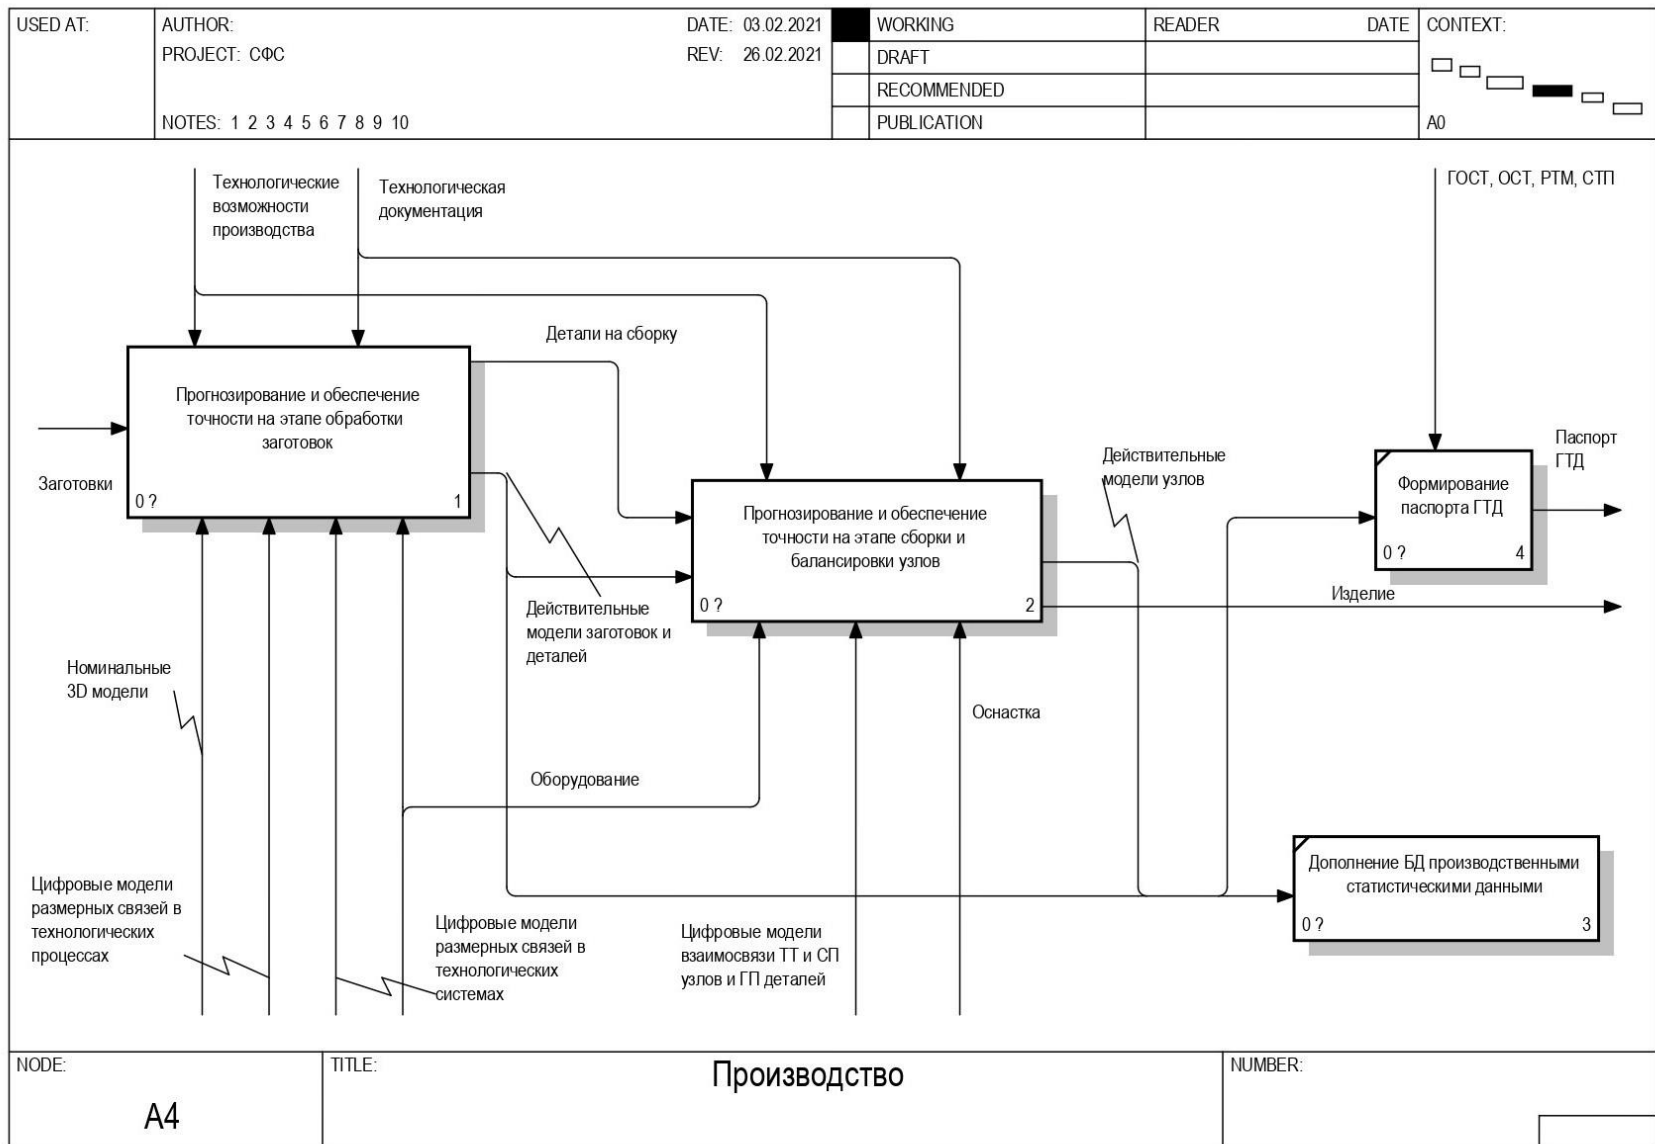 USED AT:
AUTHOR:
DATE: 03.02.2021
PROJECT: СФС
REV: 26.02.2021
NOTES: 1 2 3 4 5 6 7 8 9 10
WORKING
DRAFT
RECOMMENDED
PUBLICATION
READER
DATE
CONTEXT:
A0
Технологические
возможности
производства
Технологическая
документация
ГОСТ, ОСТ, РТМ, СТП
Детали на сборку
Прогнозирование и обеспечение
точности на этапе обработки
заготовок
0 ?
1
Заготовки
Прогнозирование и обеспечение
точности на этапе сборки и
балансировки узлов
0 ?
2
Действительные
модели узлов
Формирование
паспорта ГТД
0 ?
4
Паспорт
ГТД
Изделие
Действительные
модели заготовок и
деталей
Номинальные
3D модели
Оснастка
Оборудование
Дополнение БД производственными
статистическими данными
0 ?
3
Цифровые модели
размерных связей в
технологических
процессах
Цифровые модели
размерных связей в
технологических
системах
Цифровые модели
взаимосвязи ТТ и СП
узлов и ГП деталей
NODE:
A4
TITLE:
Производство
NUMBER: